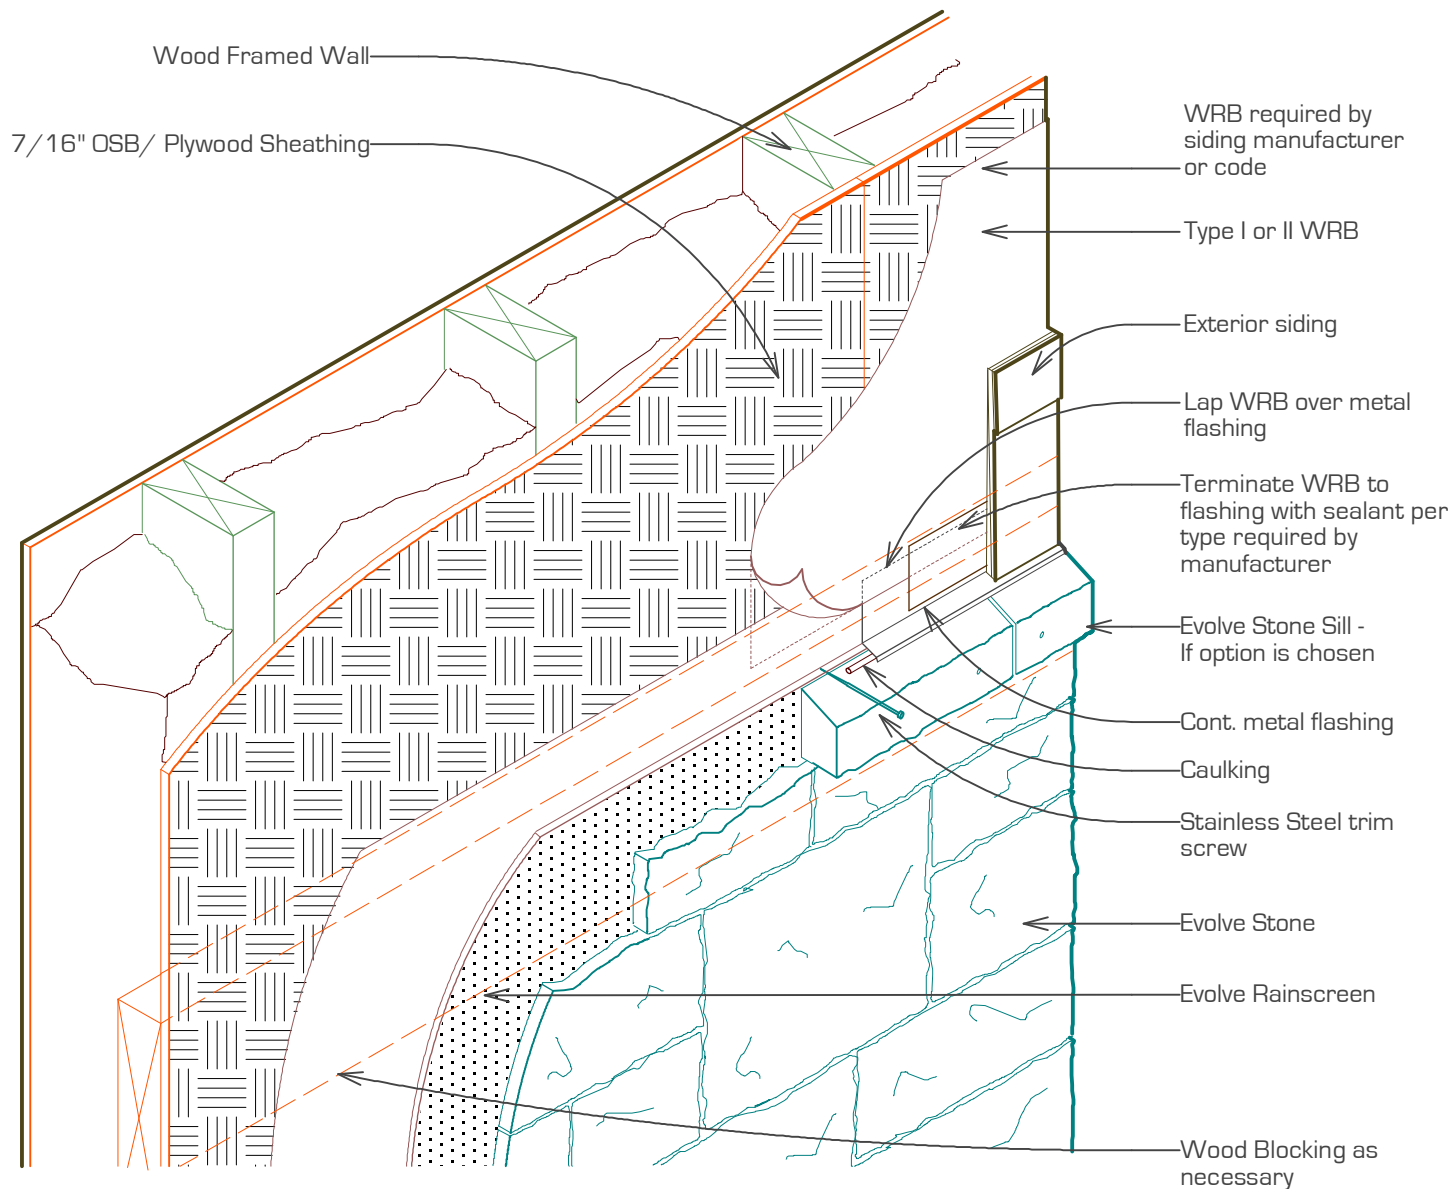 Wood Framed Wall
7/16" OSB/ Plywood Sheathing
WRB required by
siding manufacturer
or code
Type I or II WRB
Exterior siding
Lap WRB over metal
flashing
Terminate WRB to
flashing with sealant per
type required by
manufacturer
Evolve Stone Sill -
If option is chosen
Cont. metal flashing
Caulking
Stainless Steel trim
screw
Evolve Stone
Evolve Rainscreen
Wood Blocking as
necessary